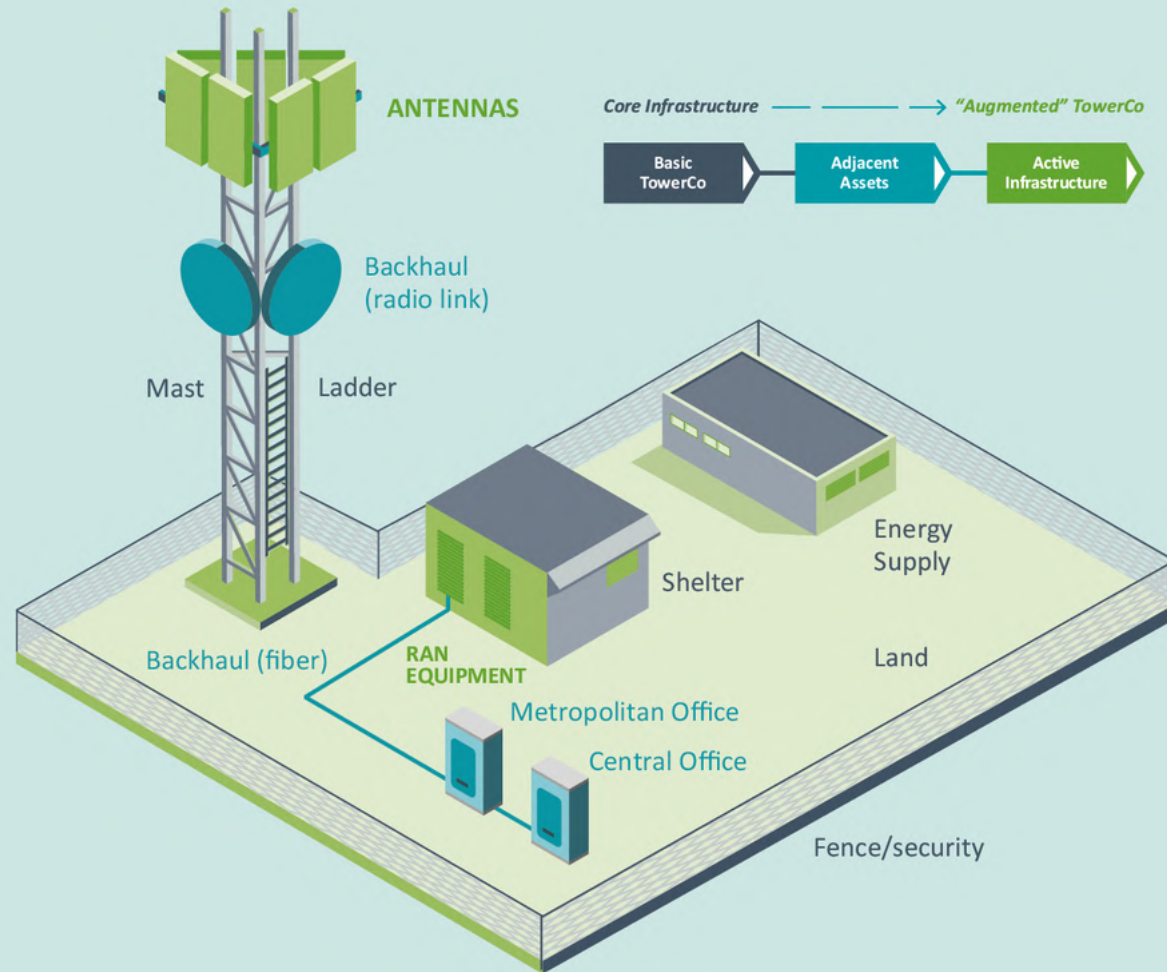 ANTENNAS
Core Infrastructure
“Augmented” TowerCo
Basic
TowerCo
Adjacent
Assets
Active
Infrastructure
Backhaul
(radio link)
Mast
Ladder
Energy
Supply
Shelter
Backhaul (fiber)
RAN
EQUIPMENT
Land
Metropolitan Office
Central Office
Fence/security